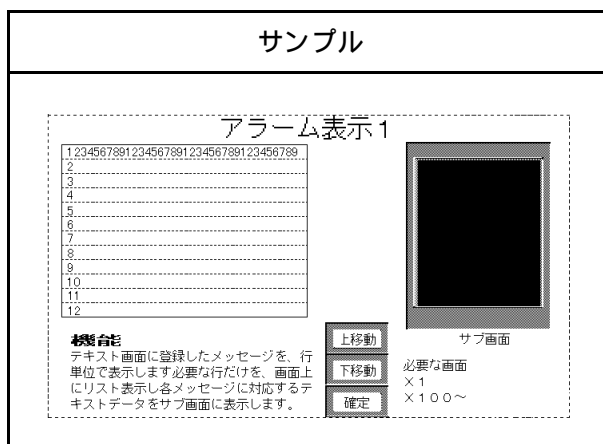 サンプル
アラーム表示1
1 2345678912345678912345678912345 6789
2
3
4
5
6
7
8
9
10
11
12
機能
テキスト画面に登録したメッセージを、行
単位で表示します必要な行だけを、画面上
にリスト表示し各メッセージに対応するテ
キストデータをサブ画面に表示します。
上移動
下移動
確定
サブ画面
必要な画面
×1
×100~